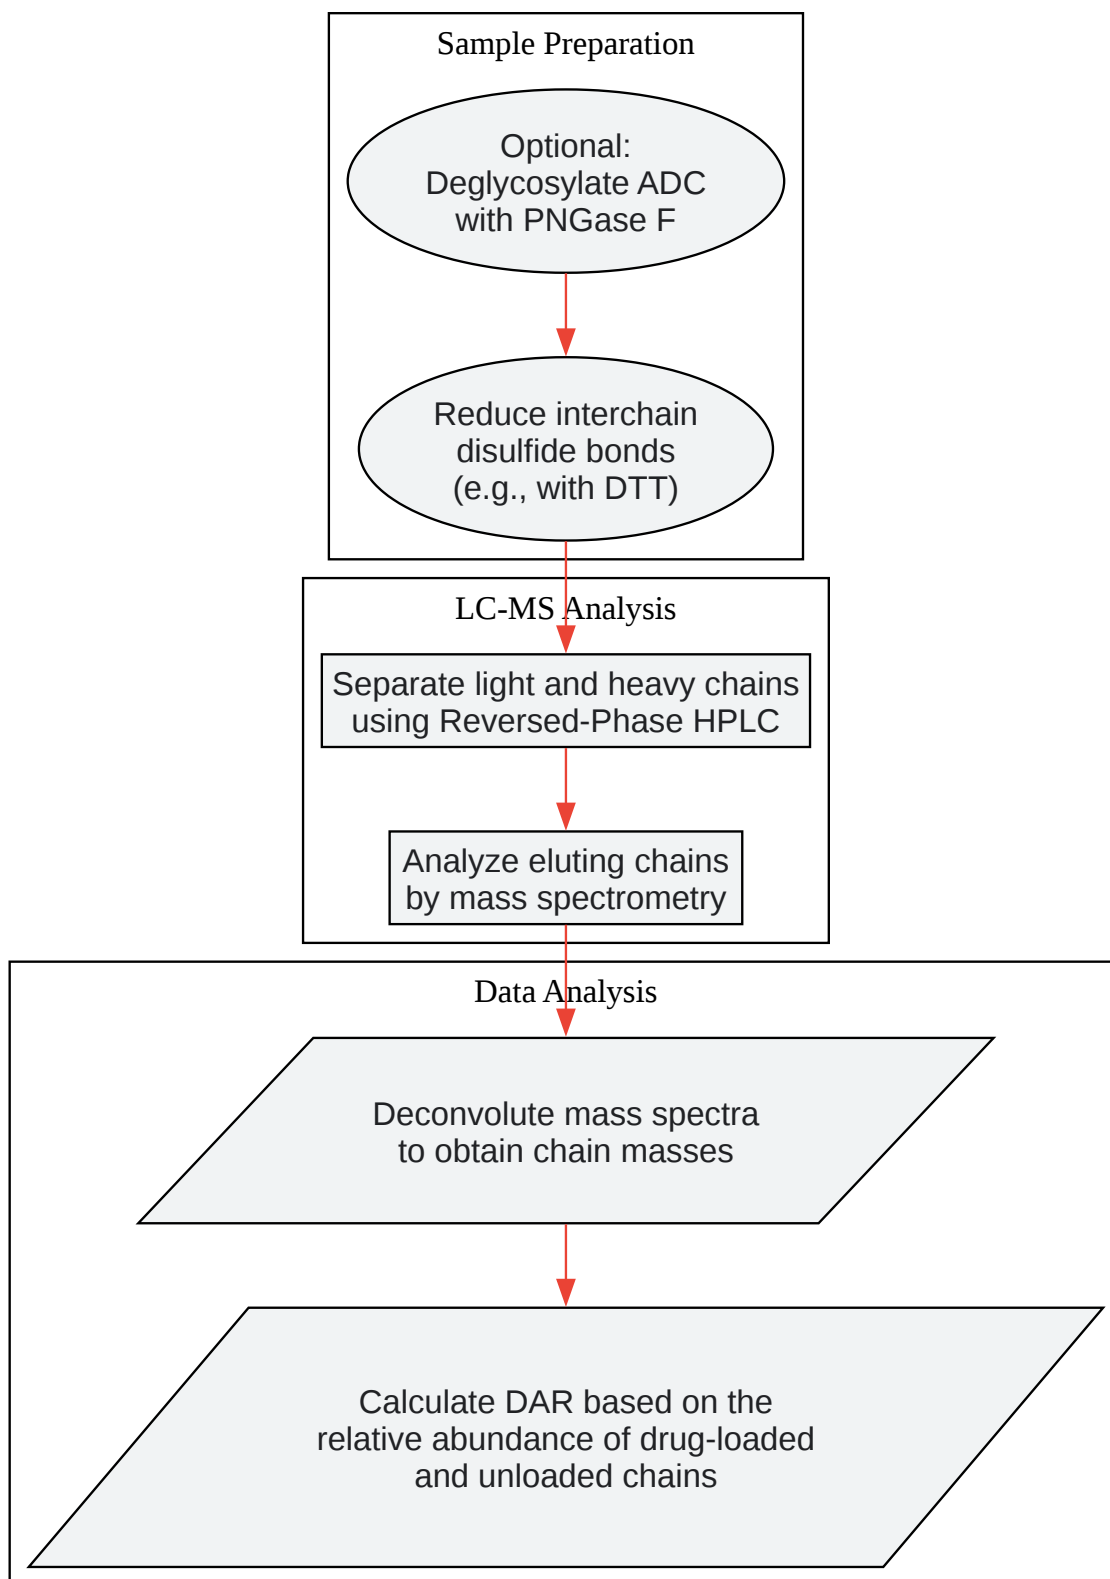 Sample Preparation
Optional:
Deglycosylate ADC
with PNGase F
Reduce interchain
disulfide bonds
(e.g., with DTT)
LC-MS Analysis
Separate light and heavy chains
using Reversed-Phase HPLC
Analyze eluting chains
by mass spectrometry
Data Analysis
Deconvolute mass spectra
to obtain chain masses
Calculate DAR based on the
relative abundance of drug-loaded
and unloaded chains